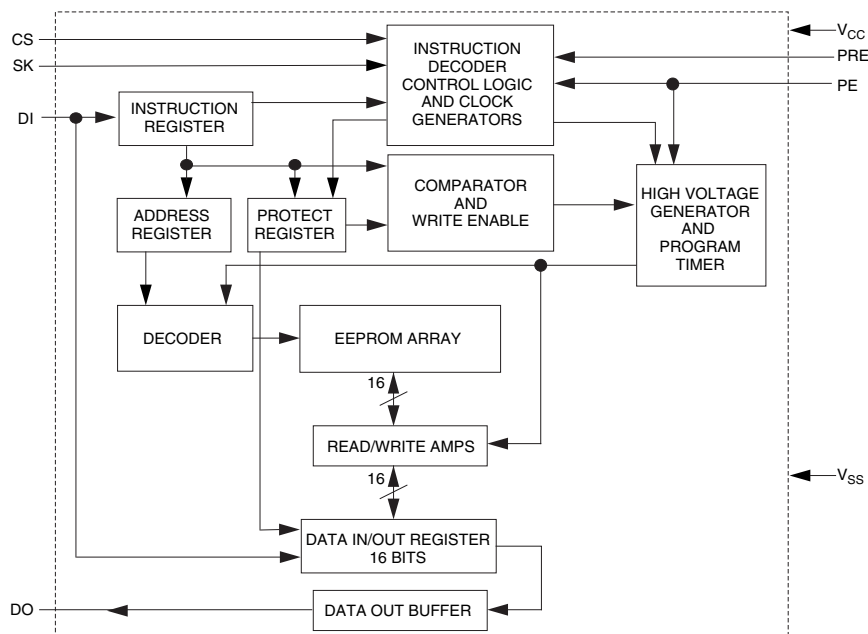 CS
SK
DI
INSTRUCTION
DECODER
CONTROL LOGIC
AND CLOCK
GENERATORS
VCC
PRE
PE
INSTRUCTION
REGISTER
ADDRESS
REGISTER
PROTECT
REGISTER
COMPARATOR
AND
WRITE ENABLE
HIGH VOLTAGE
GENERATOR
AND
PROGRAM
TIMER
DECODER
EEPROM ARRAY
16
READ/WRITE AMPS
16
VSS
DATA IN/OUT REGISTER
16 BITS
DO
DATA OUT BUFFER